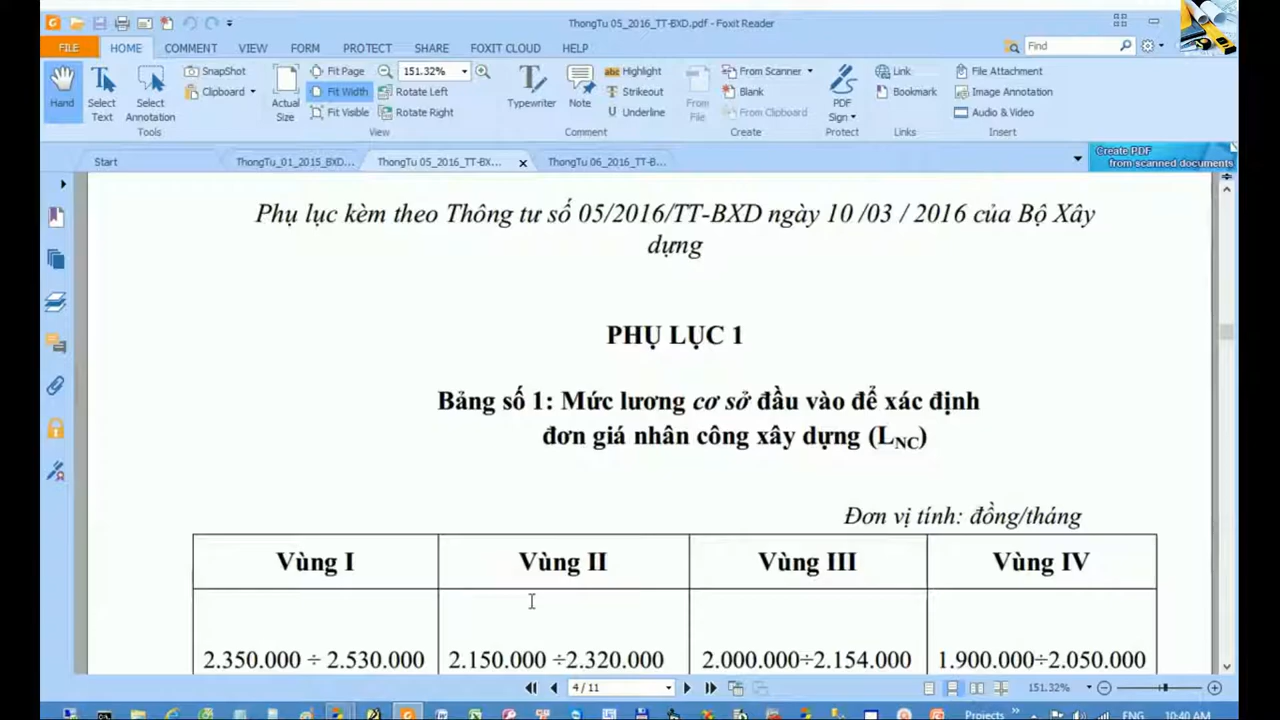 ThongTu 05_2016_TT-BXD.pdf - Foxit Reader
FILE HOME COMMENT VIEW FORM PROTECT SHARE FOXIT CLOUD HELP Find
SnapShot Fit Page 151.32% From Scanner Link File Attachment
Highlight
Clipboard Fit Width Rotate Left Strikeout Blank Bookmark Image Annotation
Fit Visible Rotate Right Underline From Clipboard Audio & Video
Hand Select Text Select Annotation Actual Size Typewriter Note From File PDF Sign
Tools View Comment Create Protect Links Insert
Start ThongTu_01_2015_BXD... ThongTu 05_2016_TT-BX... ThongTu 06_2016_TT-B... Create PDF
from scanned documents
Phụ lục kèm theo Thông tư số 05/2016/TT-BXD ngày 10 /03 / 2016 của Bộ Xây
dựng
PHỤ LỤC 1
Bảng số 1: Mức lương cơ sở đầu vào để xác định
đơn giá nhân công xây dựng (LNC)
Đơn vị tính: đồng/tháng
Vùng I Vùng II Vùng III Vùng IV
2.350.000 ÷ 2.530.000 2.150.000 ÷2.320.000 2.000.000÷2.154.000 1.900.000÷2.050.000
4 / 11 151.32%
Projects ENG 10:40 AM